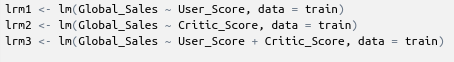 lrm1 <- lm(Global_Sales ~ User_Score, data = train)
lrm2 <- lm(Global_Sales ~ Critic_Score, data = train)
lrm3 <- lm(Global_Sales ~ User_Score + Critic_Score, data = train)